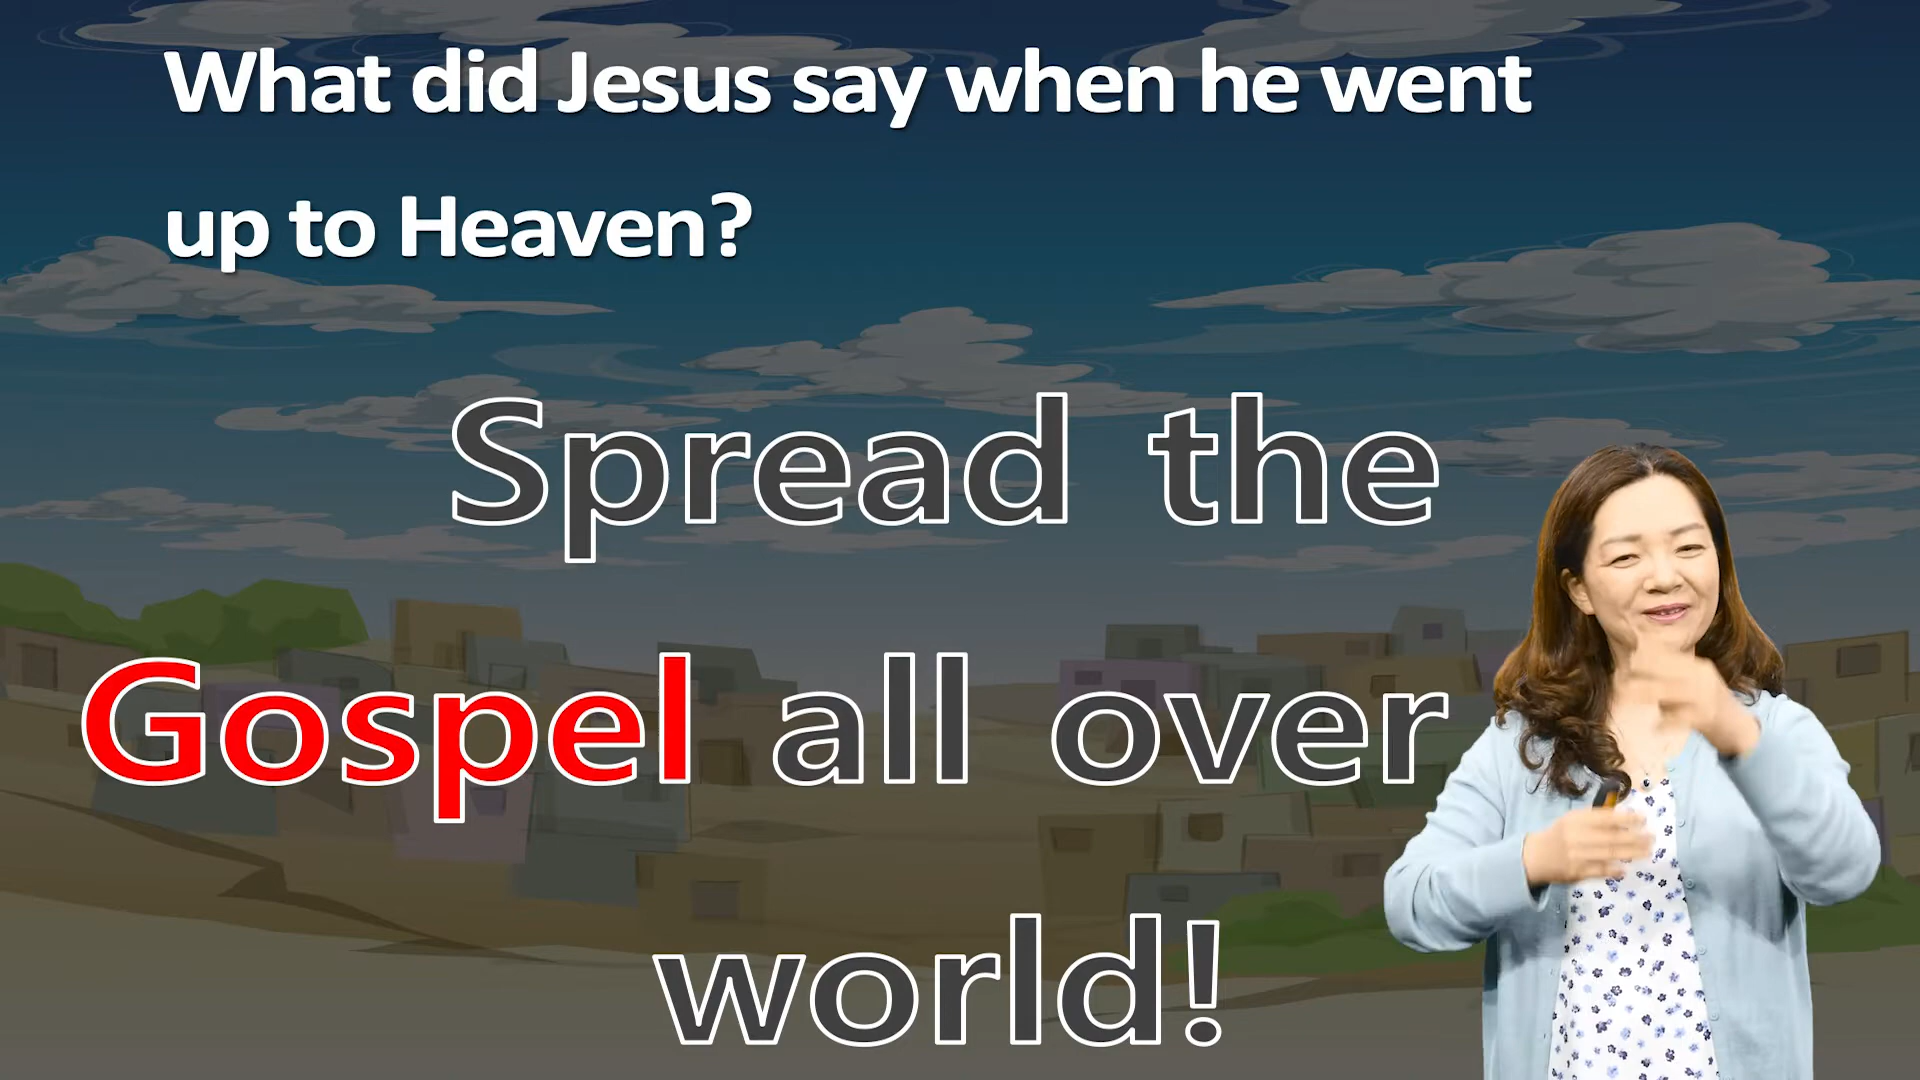 What did Jesus say when he went
up to Heaven?
Spread the
Gospel all over
world!